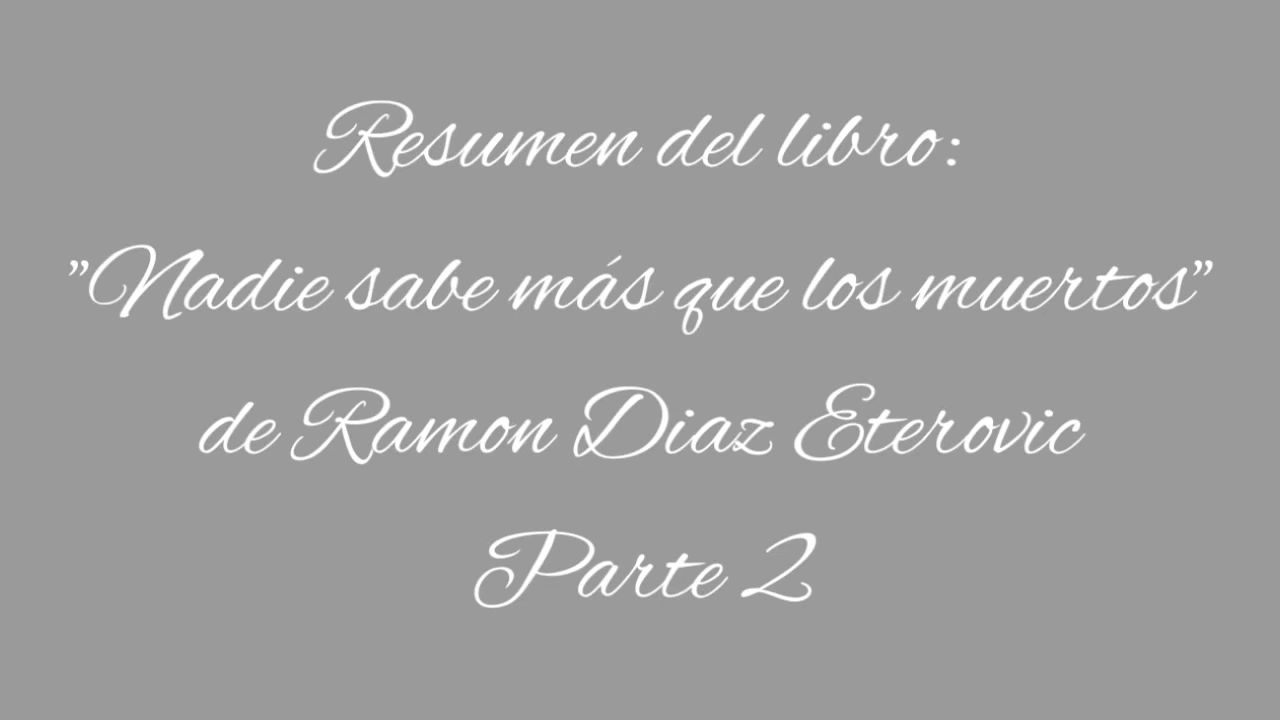 Resumen del libro:
”Nadie sabe más que los muertos”
de Ramon Diaz Eterovic
Parte 2